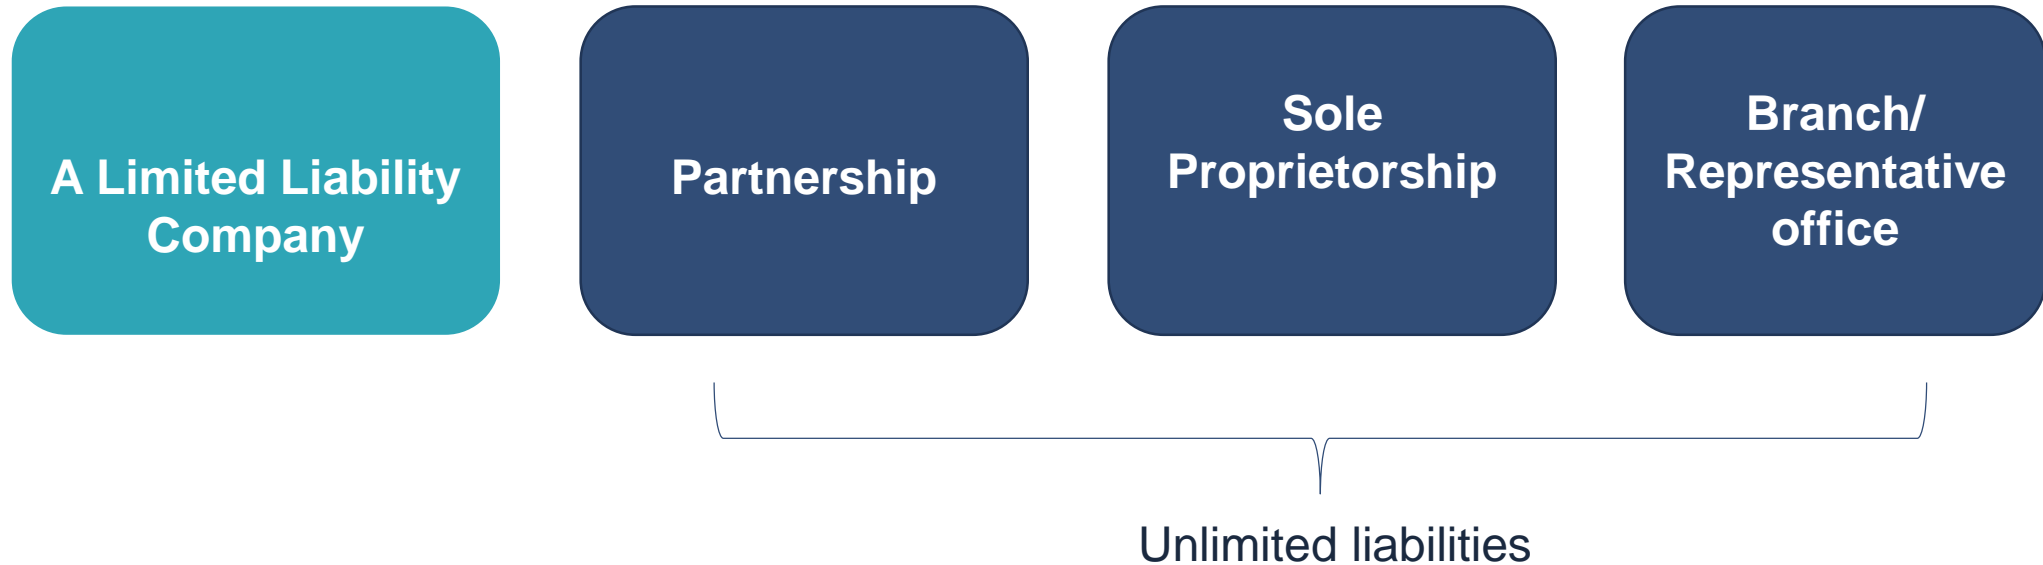 A Limited Liability
Company
Partnership
Sole
Proprietorship
Branch/
Representative
office
Unlimited liabilities